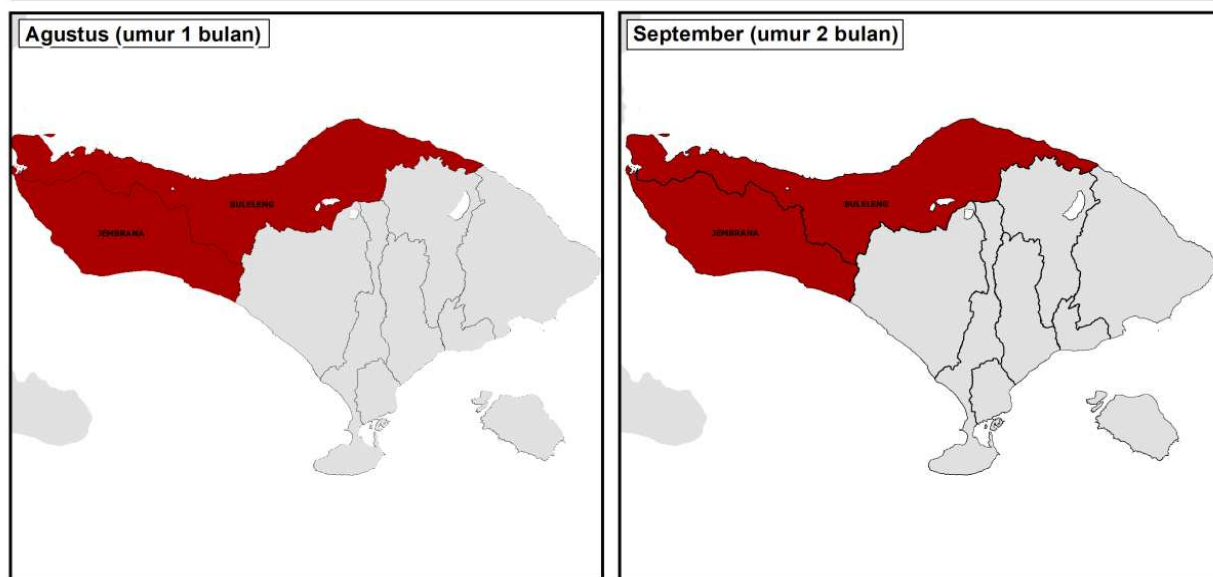 Agustus (umur 1 bulan)
BULELENG
JEMBRANA
September (umur 2 bulan)
BULELENG
JEMBRANA